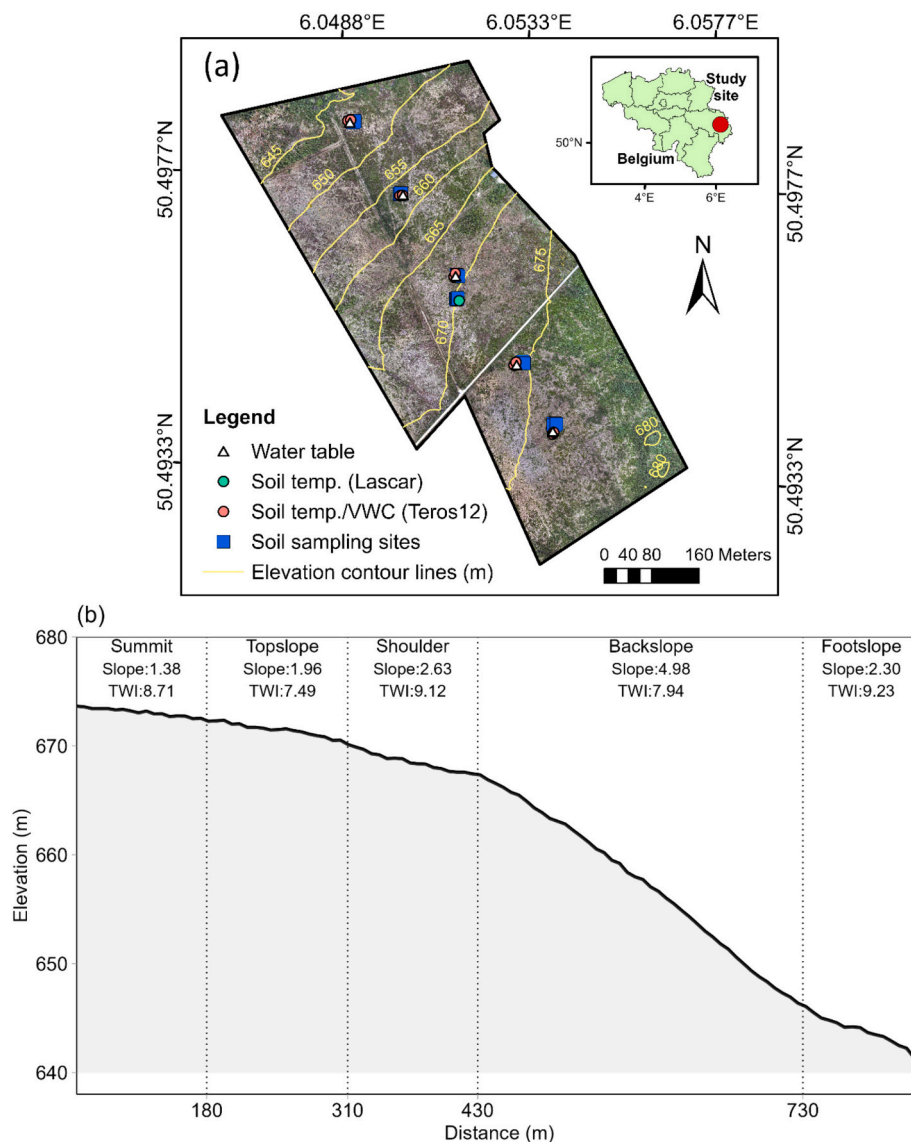 6.0488°E 6.0533°E 6.0577°E
(a)
Study
site
50°N
Belgium
4°E 6°E
50.4977°N
50.4977°N
N
645
650
655
660
665
670
675
680
680
50.4933°N
50.4933°N
Legend
Water table
Soil temp. (Lascar)
Soil temp./VWC (Teros12)
Soil sampling sites
Elevation contour lines (m)
0 40 80 160 Meters
(b)
Summit Topslope Shoulder Backslope Footslope
Slope:1.38 Slope:1.96 Slope:2.63 Slope:4.98 Slope:2.30
TWI:8.71 TWI:7.49 TWI:9.12 TWI:7.94 TWI:9.23
680
670
660
650
640
Elevation (m)
180 310 430 730
Distance (m)